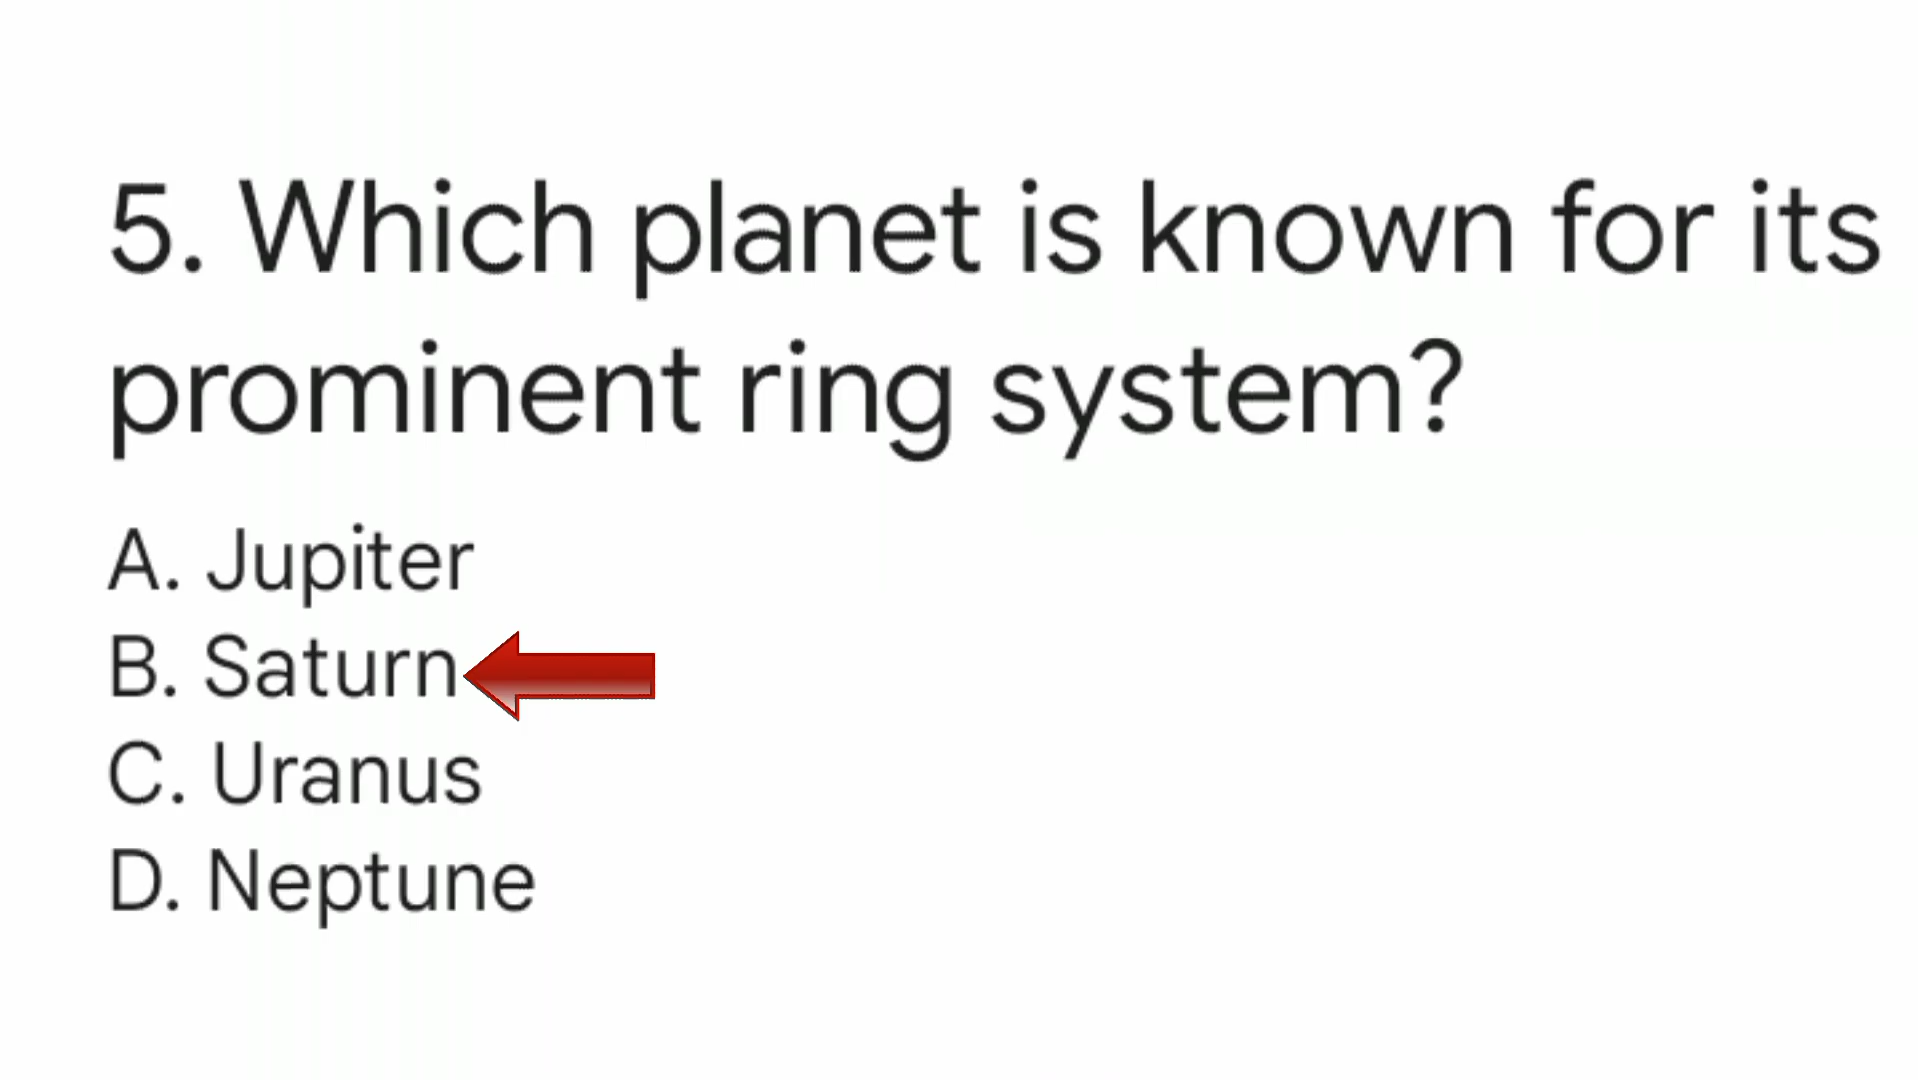 5. Which planet is known for its
prominent ring system?
A. Jupiter
B. Saturn
C. Uranus
D. Neptune